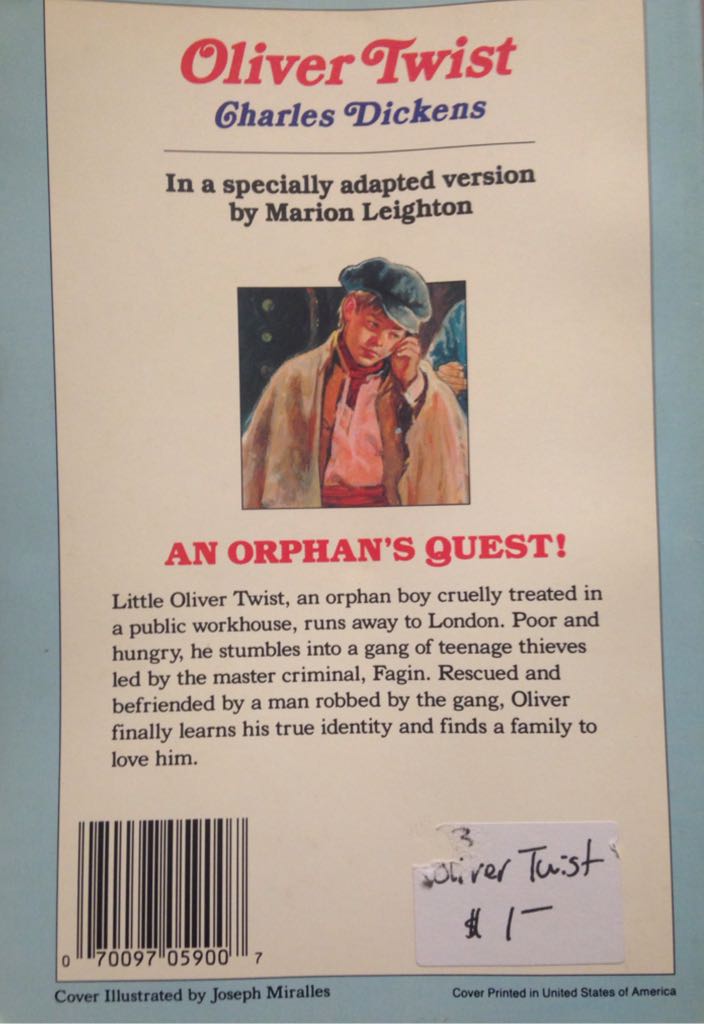 Oliver Twist
Charles Dickens
In a specially adapted version
by Marion Leighton
AN ORPHAN'S QUEST!
Little Oliver Twist, an orphan boy cruelly treated in
a public workhouse, runs away to London. Poor and
hungry, he stumbles into a gang of teenage thieves
led by the master criminal, Fagin. Rescued and
befriended by a man robbed by the gang, Oliver
finally learns his true identity and finds a family to
love him.
3
Oliver Twist
$ 1-
0 70097 05900 7
Cover Illustrated by Joseph Miralles
Cover Printed in United States of America